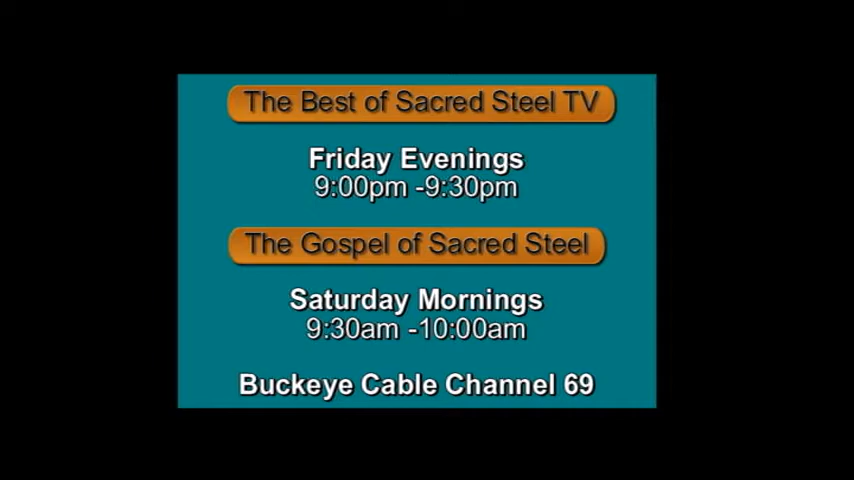 The Best of Sacred Steel TV
Friday Evenings
9:00pm -9:30pm
The Gospel of Sacred Steel
Saturday Mornings
9:30am -10:00am
Buckeye Cable Channel 69